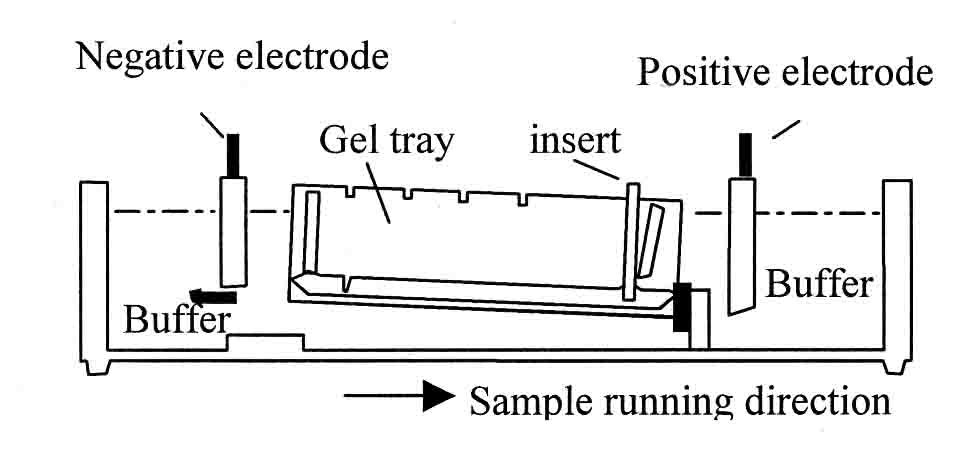 Negative electrode
Positive electrode
Gel tray
insert
Buffer
Buffer
Sample running direction